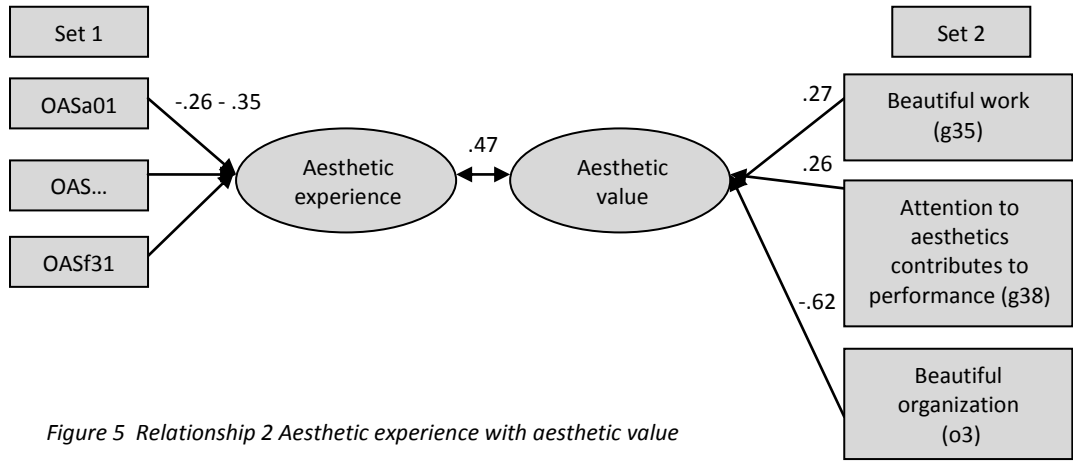 Set 1
Set 2
OASa01
-.26 - .35
OAS...
OASf31
Aesthetic
experience
.47
Aesthetic
value
.27
.26
-.62
Beautiful work
(g35)
Attention to
aesthetics
contributes to
performance (g38)
Beautiful
organization
(o3)
Figure 5  Relationship 2 Aesthetic experience with aesthetic value